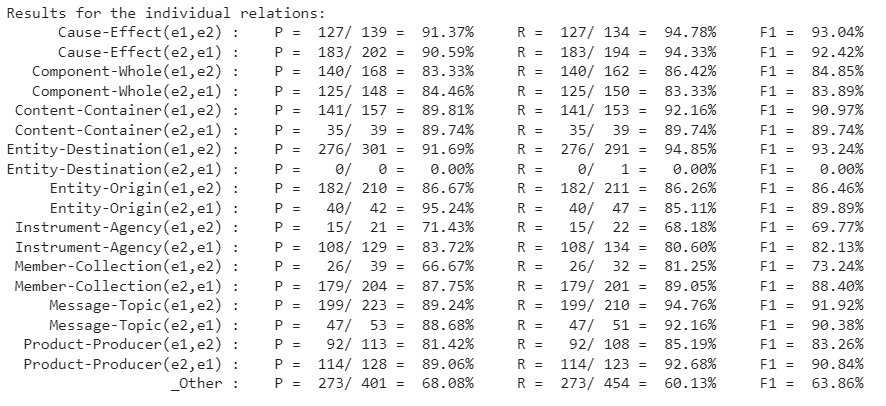 Results for the individual relations:
Cause-Effect(e1,e2) : P = 127/ 139 = 91.37% R = 127/ 134 = 94.78% F1 = 93.04%
Cause-Effect(e2,e1) : P = 183/ 202 = 90.59% R = 183/ 194 = 94.33% F1 = 92.42%
Component-Whole(e1,e2) : P = 140/ 168 = 83.33% R = 140/ 162 = 86.42% F1 = 84.85%
Component-Whole(e2,e1) : P = 125/ 148 = 84.46% R = 125/ 150 = 83.33% F1 = 83.89%
Content-Container(e1,e2) : P = 141/ 157 = 89.81% R = 141/ 153 = 92.16% F1 = 90.97%
Content-Container(e2,e1) : P = 35/ 39 = 89.74% R = 35/ 39 = 89.74% F1 = 89.74%
Entity-Destination(e1,e2) : P = 276/ 301 = 91.69% R = 276/ 291 = 94.85% F1 = 93.24%
Entity-Destination(e2,e1) : P = 0/ 0 = 0.00% R = 0/ 1 = 0.00% F1 = 0.00%
Entity-Origin(e1,e2) : P = 182/ 210 = 86.67% R = 182/ 211 = 86.26% F1 = 86.46%
Entity-Origin(e2,e1) : P = 40/ 42 = 95.24% R = 40/ 47 = 85.11% F1 = 89.89%
Instrument-Agency(e1,e2) : P = 15/ 21 = 71.43% R = 15/ 22 = 68.18% F1 = 69.77%
Instrument-Agency(e2,e1) : P = 108/ 129 = 83.72% R = 108/ 134 = 80.60% F1 = 82.13%
Member-Collection(e1,e2) : P = 26/ 39 = 66.67% R = 26/ 32 = 81.25% F1 = 73.24%
Member-Collection(e2,e1) : P = 179/ 204 = 87.75% R = 179/ 201 = 89.05% F1 = 88.40%
Message-Topic(e1,e2) : P = 199/ 223 = 89.24% R = 199/ 210 = 94.76% F1 = 91.92%
Message-Topic(e2,e1) : P = 47/ 53 = 88.68% R = 47/ 51 = 92.16% F1 = 90.38%
Product-Producer(e1,e2) : P = 92/ 113 = 81.42% R = 92/ 108 = 85.19% F1 = 83.26%
Product-Producer(e2,e1) : P = 114/ 128 = 89.06% R = 114/ 123 = 92.68% F1 = 90.84%
_Other : P = 273/ 401 = 68.08% R = 273/ 454 = 60.13% F1 = 63.86%